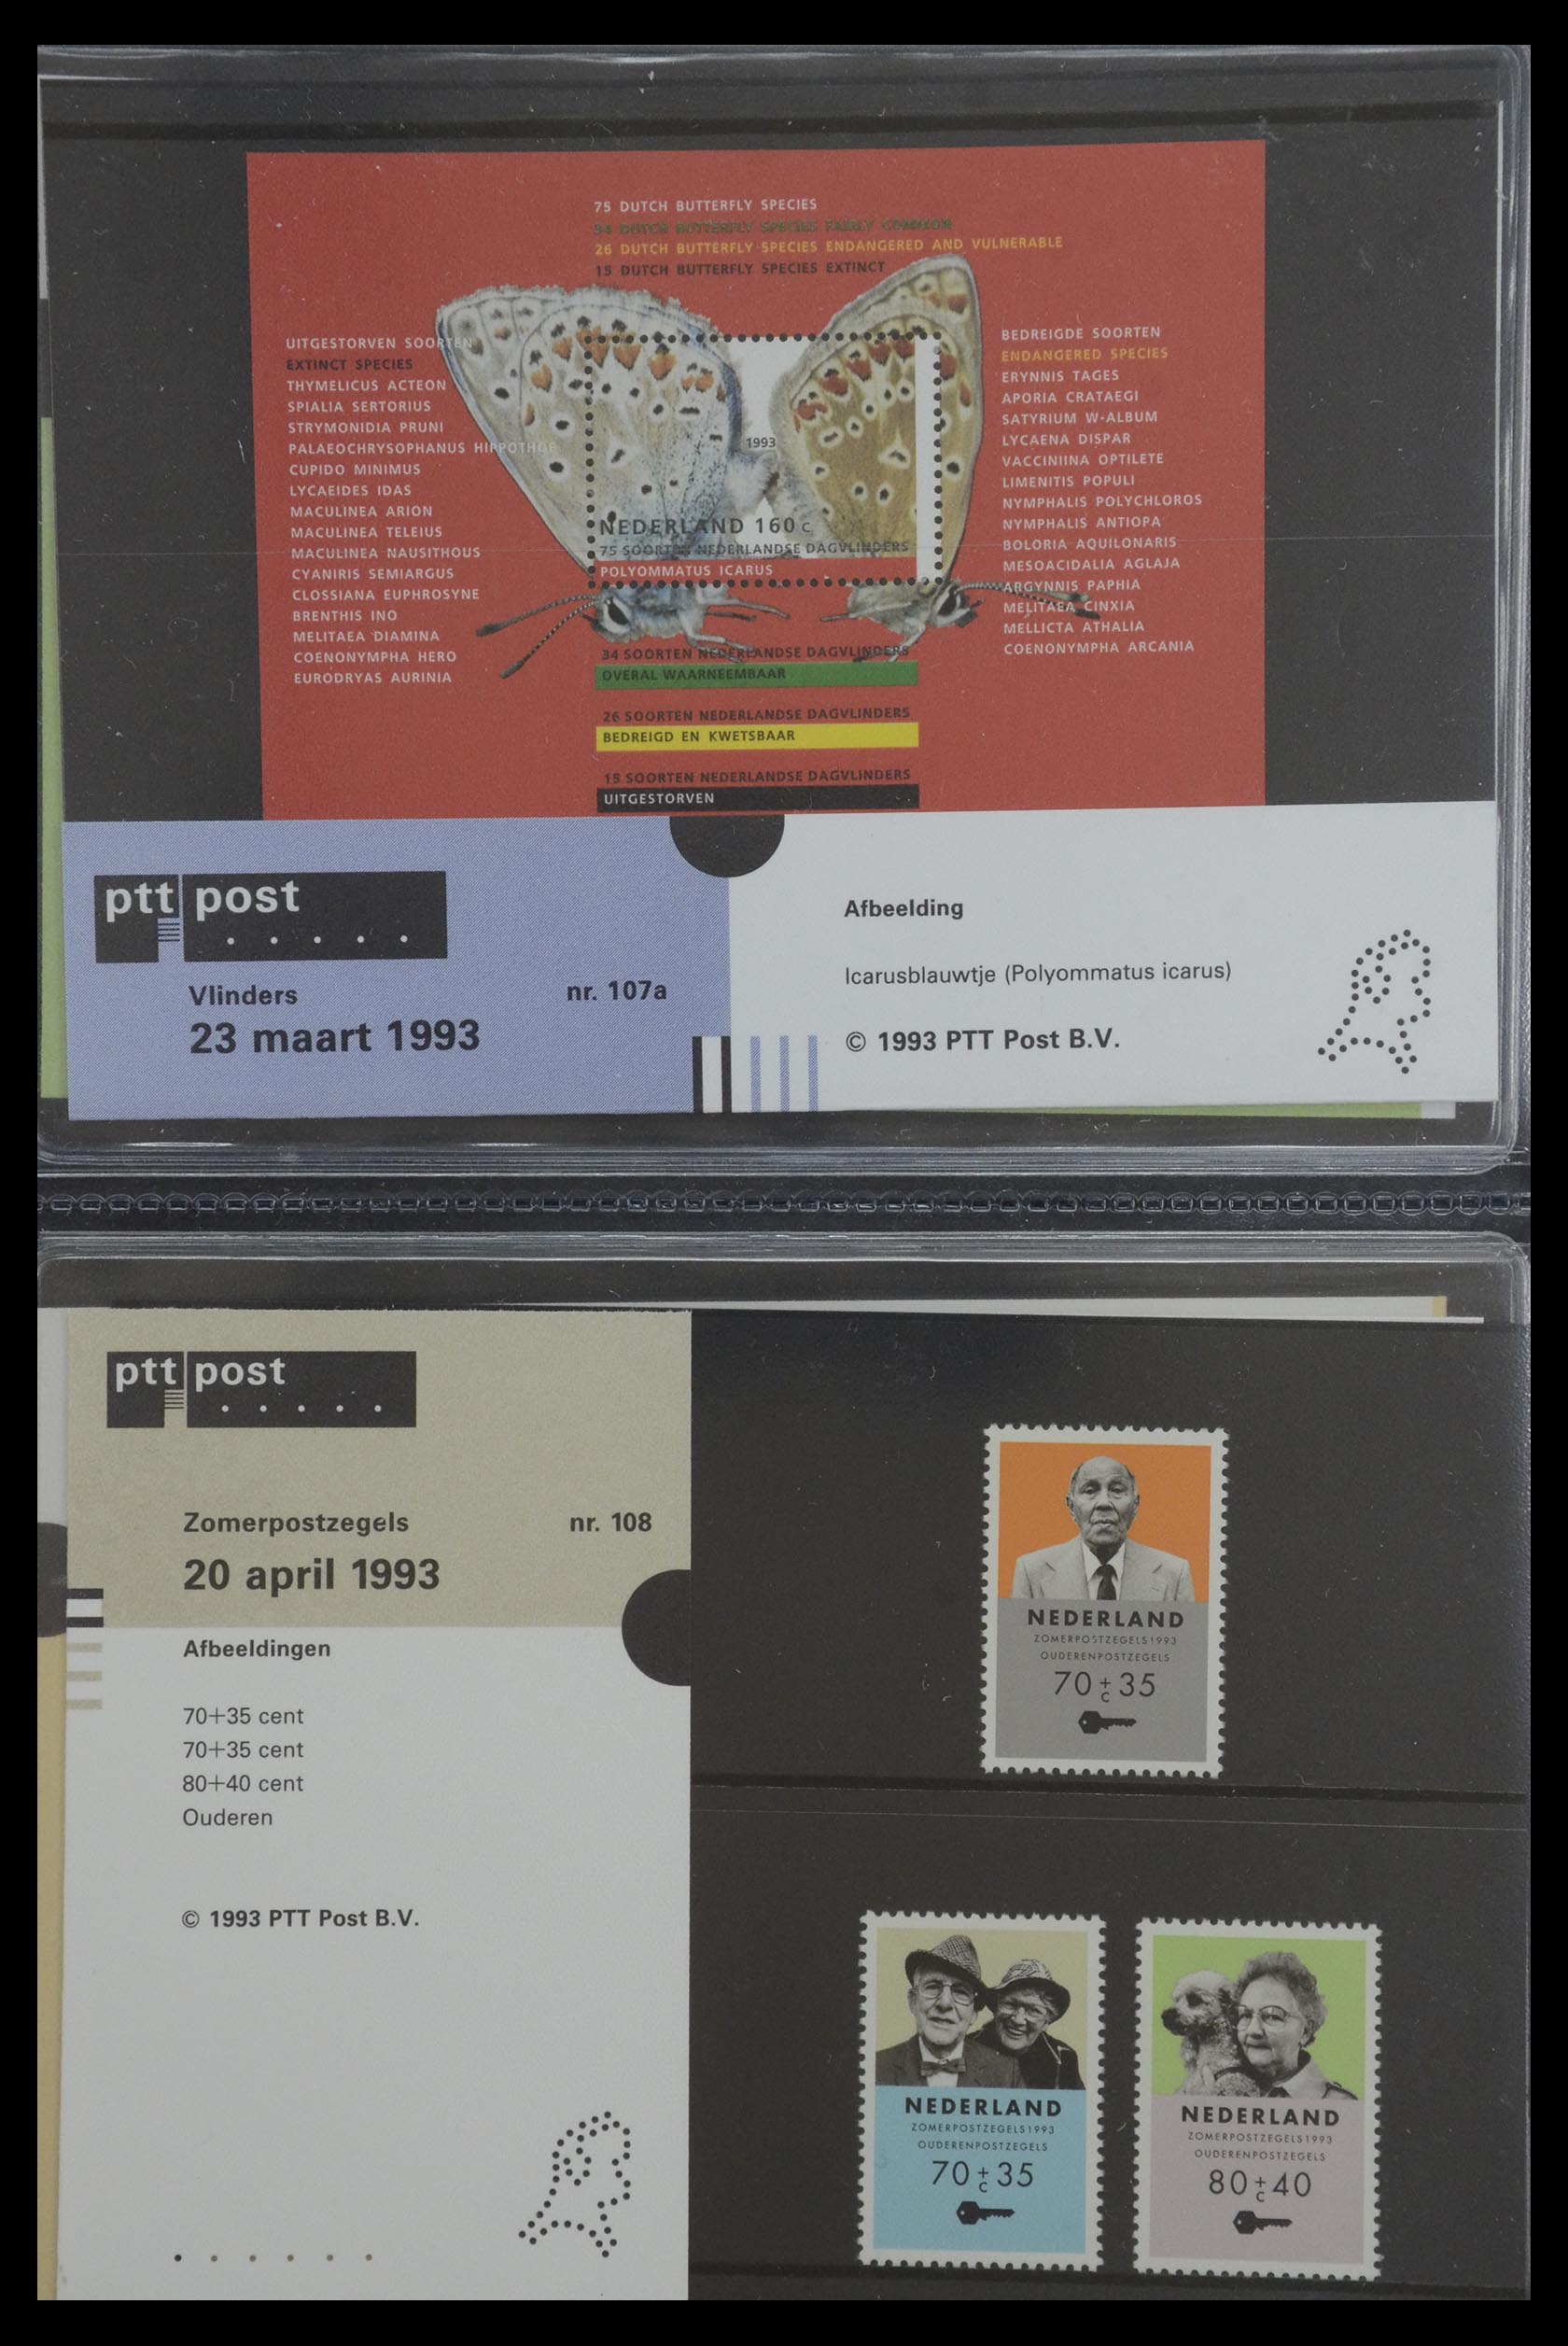 75 DUTCH BUTTERFLY SPECIES
34 DUTCH BUTTERFLY SPECIES FAIRLY COMMON
26 DUTCH BUTTERFLY SPECIES ENDANGERED AND VULNERABLE
15 DUTCH BUTTERFLY SPECIES EXTINCT
UITGESTORVEN SOORTEN
EXTINCT SPECIES
THYMELICUS ACTEON
SPIALIA SERTORIUS
STRYMONIDIA PRUNI
PALAEOCHRYSOPHANUS HIPPOTHOE
CUPIDO MINIMUS
LYCAEIDES IDAS
MACULINEA ARION
MACULINEA TELEIUS
MACULINEA NAUSITHOUS
CYANIRIS SEMIARGUS
CLOSSIANA EUPHROSYNE
BRENTHIS INO
MELITAEA DIAMINA
COENONYMPHA HERO
EURODRYAS AURINIA
1993
NEDERLAND 160 c
75 SOORTEN NEDERLANDSE DAGVLINDERS
POLYOMMATUS ICARUS
BEDREIGDE SOORTEN
ENDANGERED SPECIES
ERYNNIS TAGES
APORIA CRATAEGI
SATYRIUM W-ALBUM
LYCAENA DISPAR
VACCINIINA OPTILETE
LIMENITIS POPULI
NYMPHALIS POLYCHLOROS
NYMPHALIS ANTIOPA
BOLORIA AQUILONARIS
MESOACIDALIA AGLAJA
ARGYNNIS PAPHIA
MELITAEA CINXIA
MELLICTA ATHALIA
COENONYMPHA ARCANIA
34 SOORTEN NEDERLANDSE DAGVLINDERS
OVERAL WAARNEEMBAAR
26 SOORTEN NEDERLANDSE DAGVLINDERS
BEDREIGD EN KWETSBAAR
15 SOORTEN NEDERLANDSE DAGVLINDERS
UITGESTORVEN
ptt post
Vlinders nr. 107a
23 maart 1993
Afbeelding
Icarusblauwtje (Polyommatus icarus)
© 1993 PTT Post B.V.
ptt post
Zomerpostzegels nr. 108
20 april 1993
Afbeeldingen
70+35 cent
70+35 cent
80+40 cent
Ouderen
© 1993 PTT Post B.V.
NEDERLAND
ZOMERPOSTZEGELS 1993
OUDERENPOSTZEGELS
70 + c 35
NEDERLAND
ZOMERPOSTZEGELS 1993
OUDERENPOSTZEGELS
70 + c 35
NEDERLAND
ZOMERPOSTZEGELS 1993
OUDERENPOSTZEGELS
80 + c 40